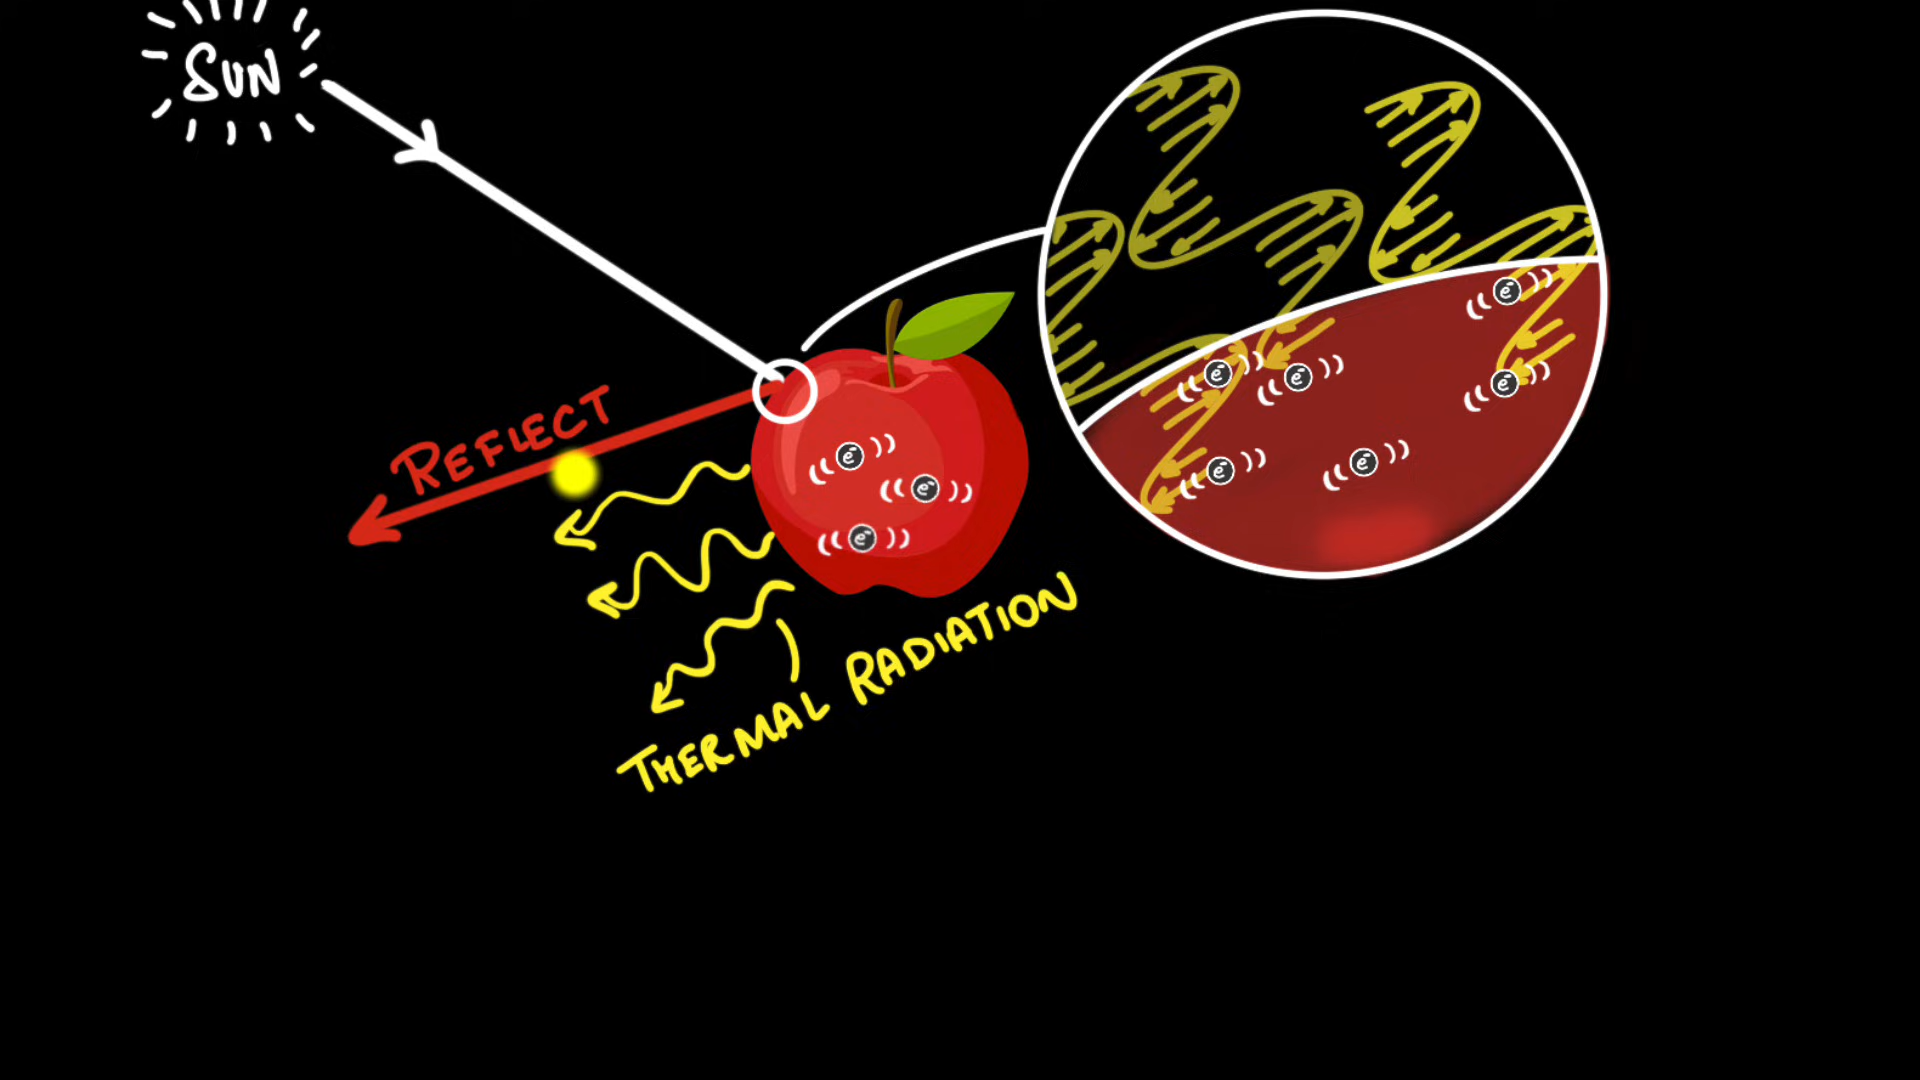 SUN
REFLECT
e-
e-
e-
e-
e-
e-
e-
e-
e-
THERMAL RADIATION